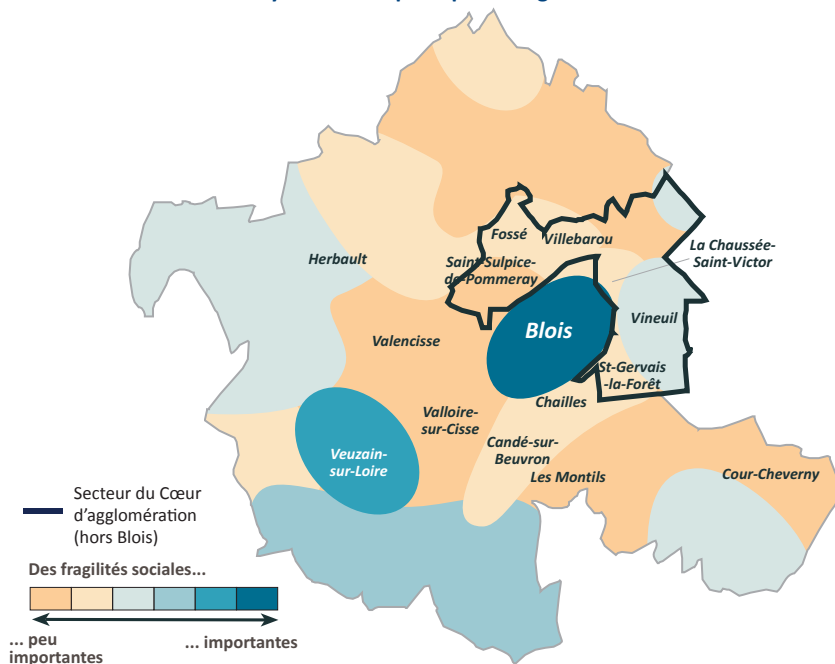 Fossé
Villebarou
La Chaussée-
Saint-Victor
Herbault
Saint-Sulpice-
de-Pommeray
Vineuil
Blois
Valencisse
St-Gervais
-la-Forêt
Chailles
Valloire-
sur-Cisse
Candé-sur-
Beuvron
Veuzain-
sur-Loire
Les Montils
Cour-Cheverny
Secteur du Cœur
d'agglomération
(hors Blois)
Des fragilités sociales...
... peu
importantes
... importantes